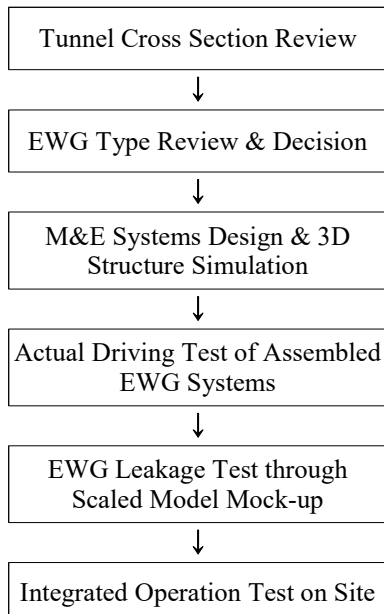 Tunnel Cross Section Review
EWG Type Review & Decision
M&E Systems Design & 3D
Structure Simulation
Actual Driving Test of Assembled
EWG Systems
EWG Leakage Test through
Scaled Model Mock-up
Integrated Operation Test on Site